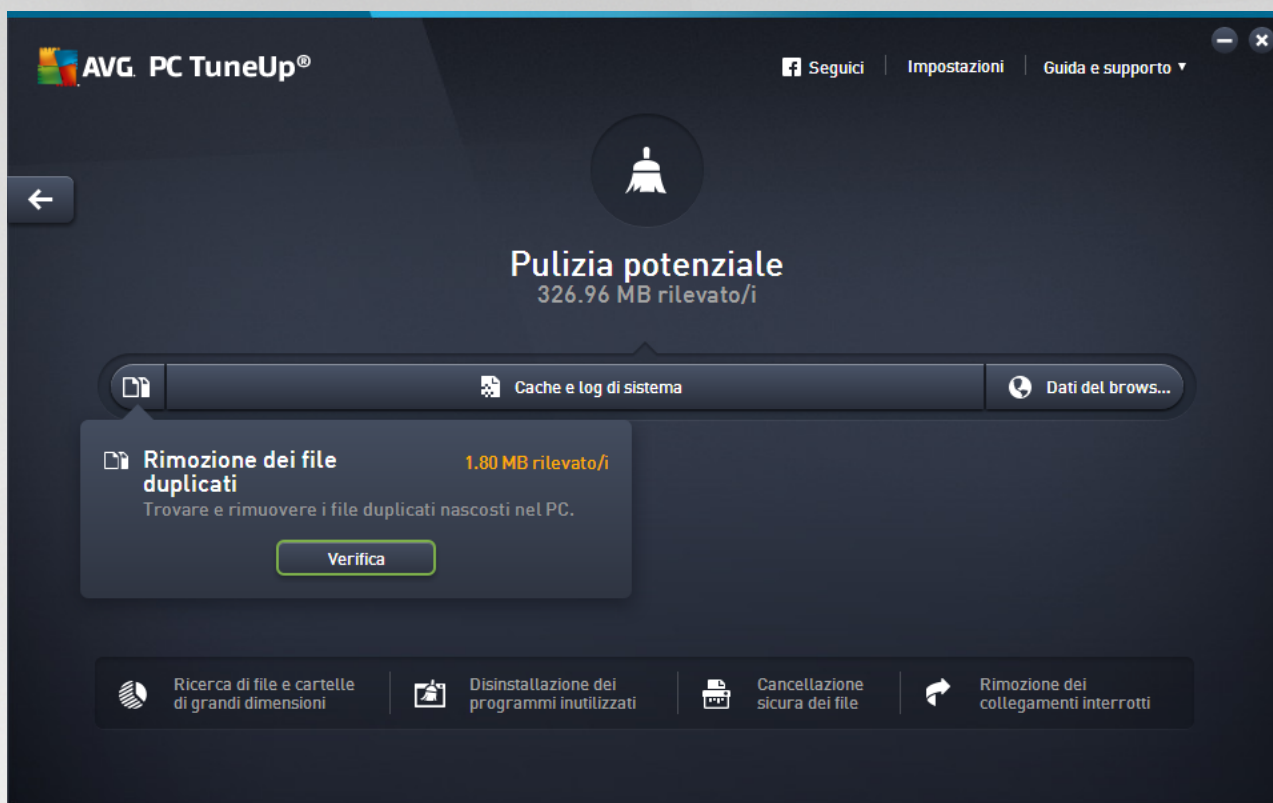 AVG. PC TuneUp®
Seguici
Impostazioni
Guida e supporto
Pulizia potenziale
326.96 MB rilevato/i
Cache e log di sistema
Dati del brows...
Rimozione dei file
duplicati
1.80 MB rilevato/i
Trovare e rimuovere i file duplicati nascosti nel PC.
Verifica
Ricerca di file e cartelle
di grandi dimensioni
Disinstallazione dei
programmi inutilizzati
Cancellazione
sicura dei file
Rimozione dei
collegamenti interrotti